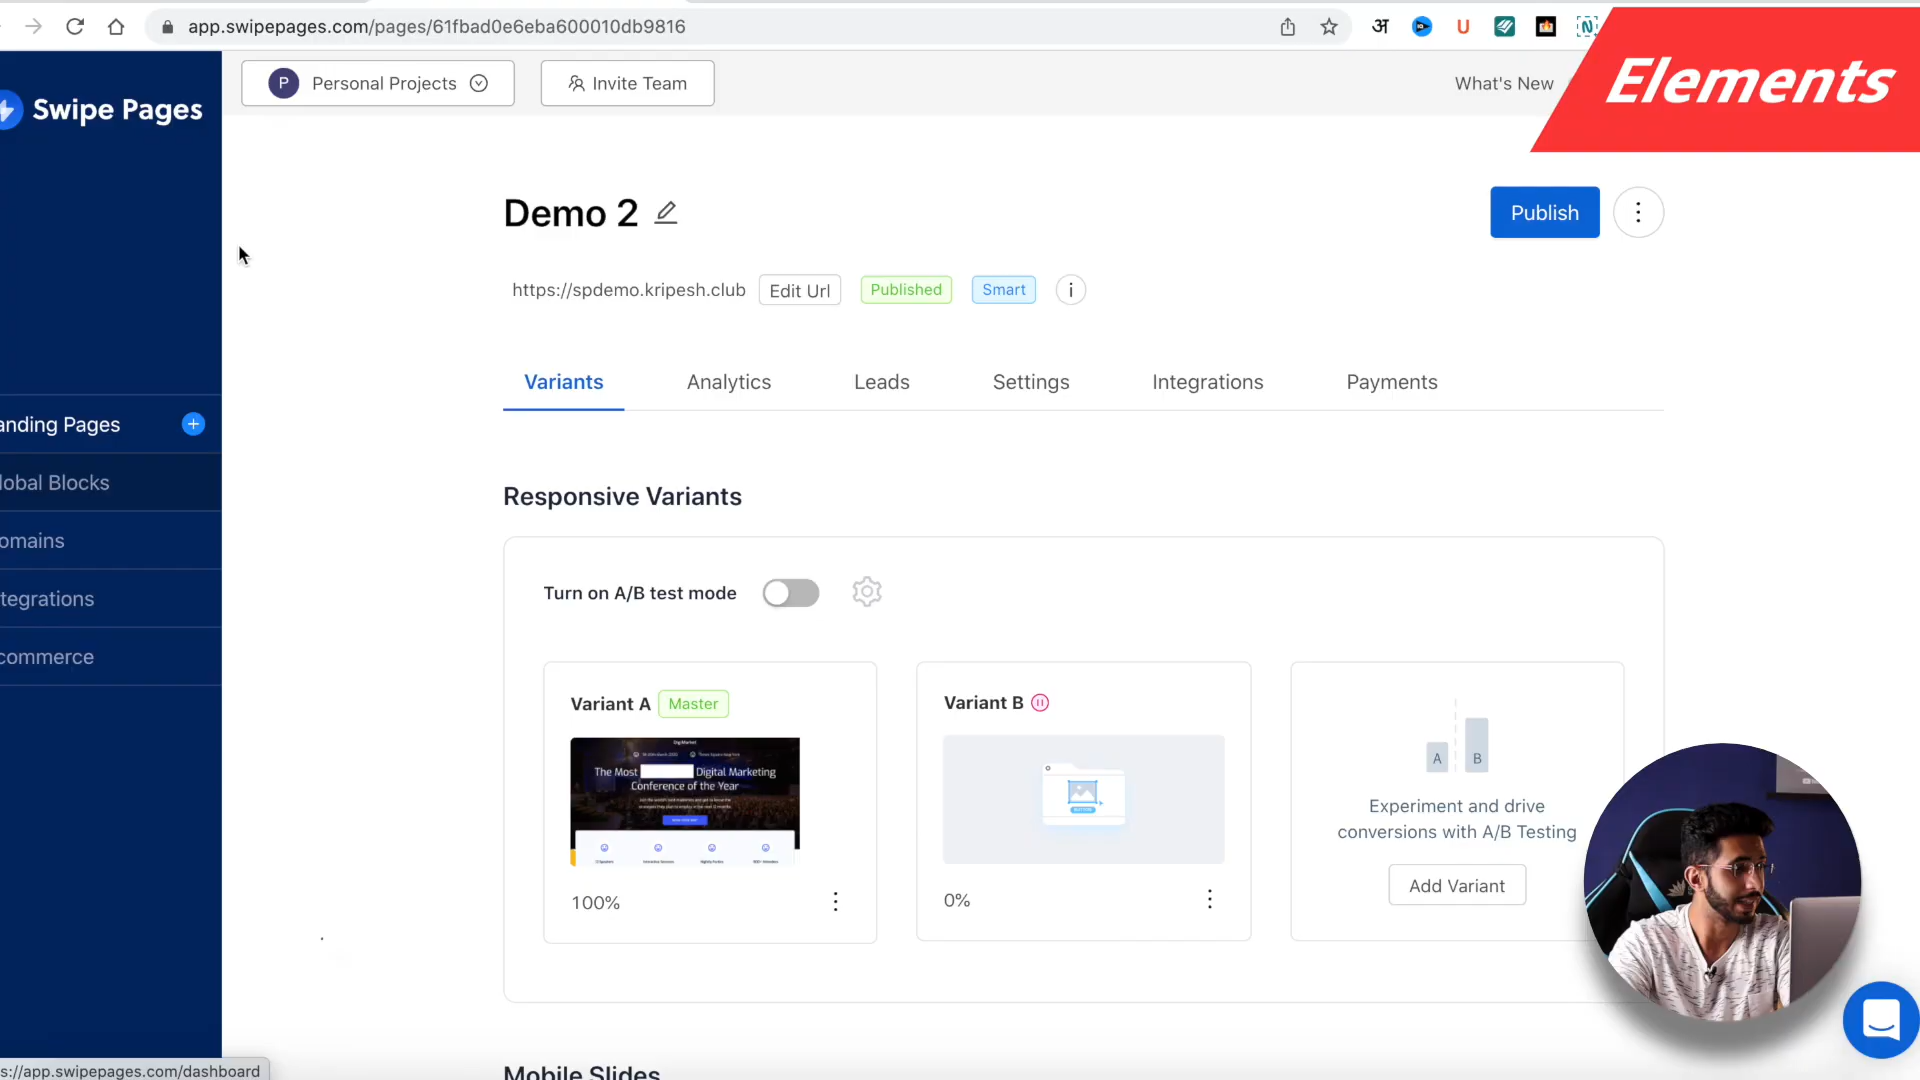 app.swipepages.com/pages/61fbad0e6eba600010db9816
अ
U
N
Elements
P Personal Projects
Invite Team
What's New
Swipe Pages
Demo 2
Publish
https://spdemo.kripesh.club
Edit Url
Published
Smart
i
Variants
Analytics
Leads
Settings
Integrations
Payments
anding Pages
lobal Blocks
omains
tegrations
commerce
Responsive Variants
Turn on A/B test mode
Variant A
Master
The Most Digital Marketing
Conference of the Year
100%
Variant B
0%
A
B
Experiment and drive
conversions with A/B Testing
Add Variant
Mobile Slides
s://app.swipepages.com/dashboard